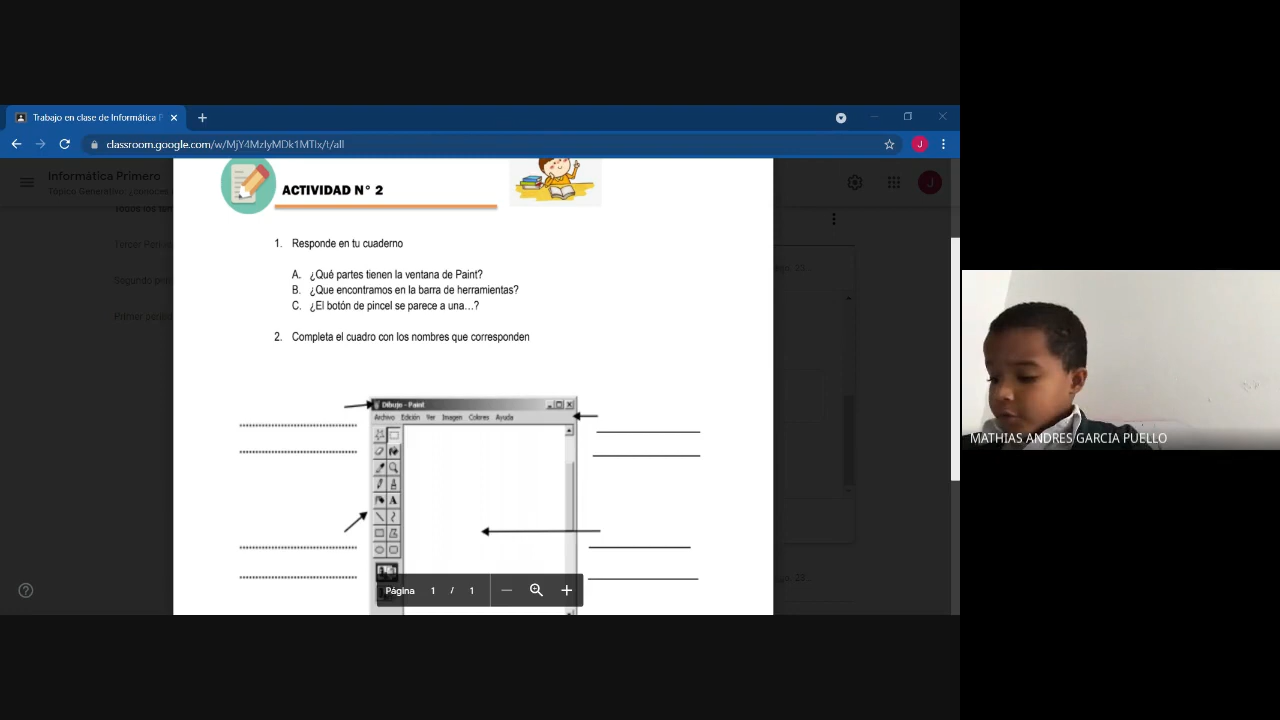 Trabajo en clase de Informática P
classroom.google.com/w/MjY4MzIyMDk1MTIx/t/all
J
Informática Primero
J
ACTIVIDAD N° 2
1. Responde en tu cuaderno
A. ¿Qué partes tienen la ventana de Paint?
B. ¿Que encontramos en la barra de herramientas?
C. ¿El botón de pincel se parece a una…?
2. Completa el cuadro con los nombres que corresponden
Dibujo - Paint
Archivo Edición Ver Imagen Colores Ayuda
A
Página 1 / 1
MATHIAS ANDRES GARCIA PUELLO